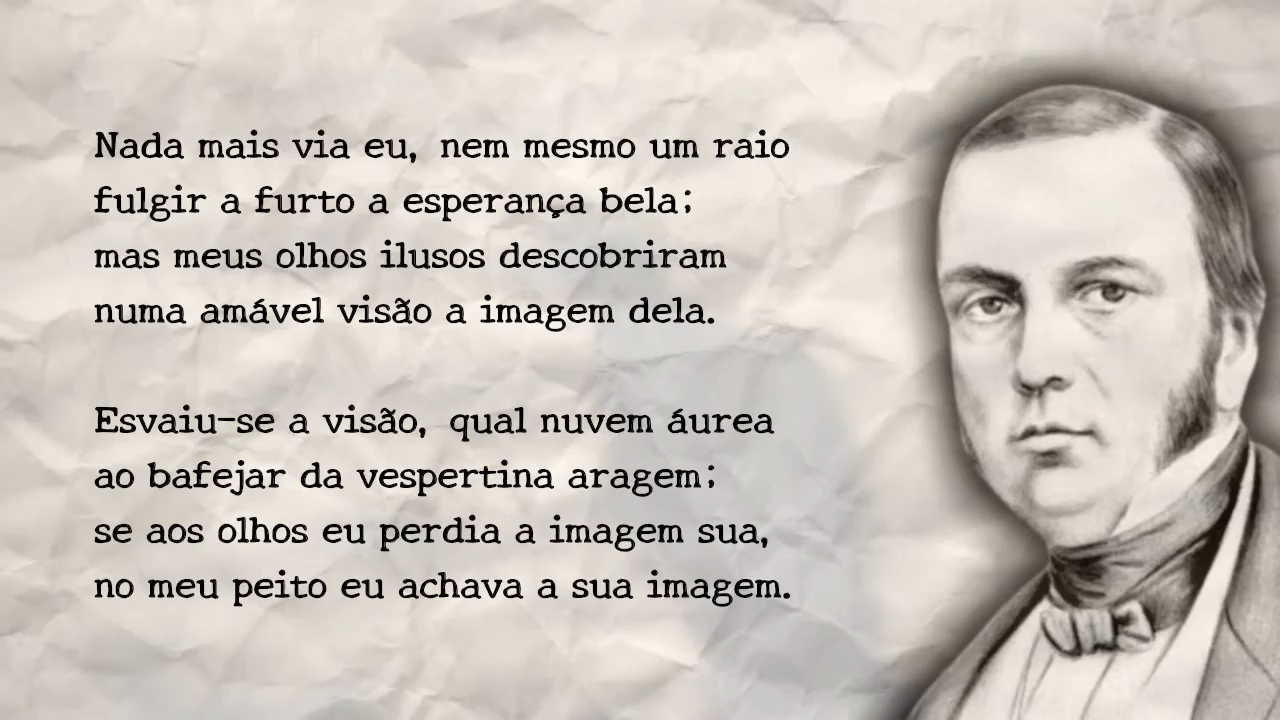 Nada mais via eu, nem mesmo um raio
fulgir a furto a esperança bela;
mas meus olhos ilusos descobriram
numa amável visão a imagem dela.
Esvaiu-se a visão, qual nuvem áurea
ao bafejar da vespertina aragem;
se aos olhos eu perdia a imagem sua,
no meu peito eu achava a sua imagem.